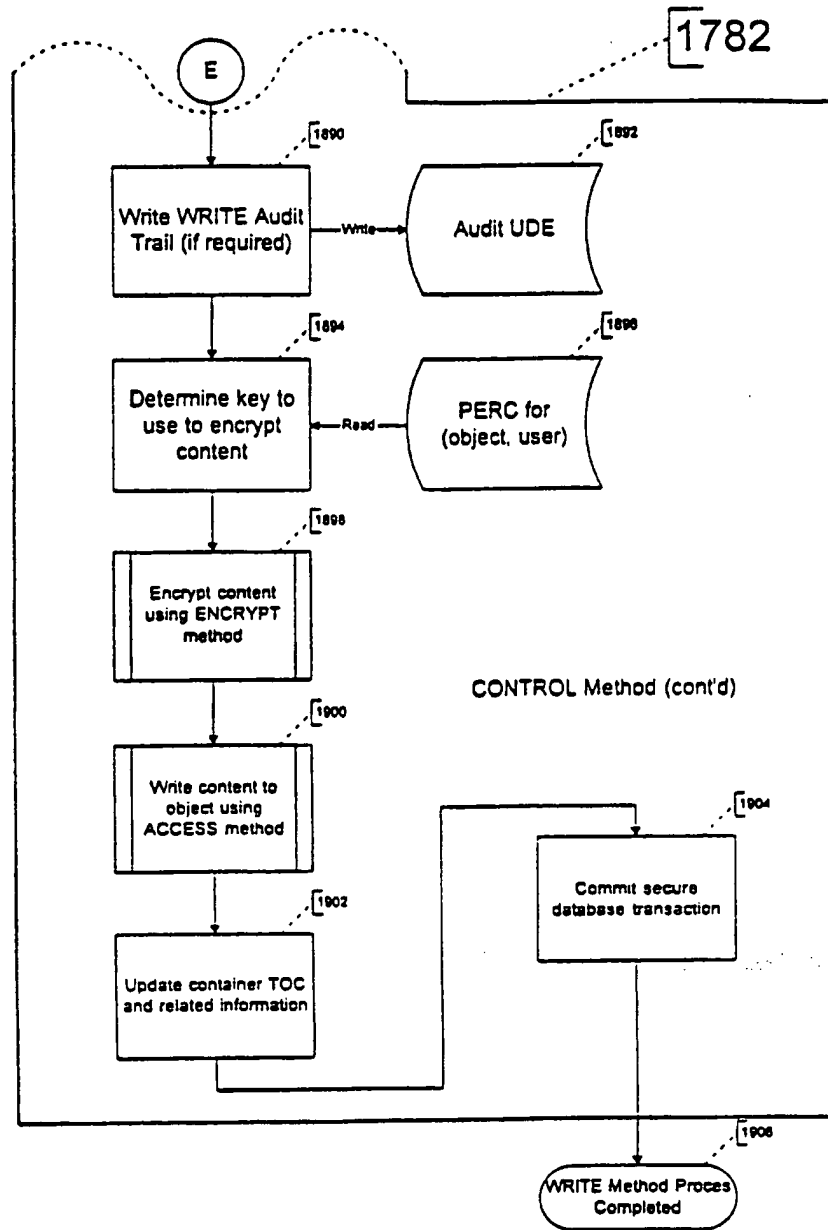 1782
E
1890
Write WRITE Audit
Trail (if required)
Write
1892
Audit UDE
1894
Determine key to
use to encrypt
content
Read
1896
PERC for
(object, user)
1898
Encrypt content
using ENCRYPT
method
CONTROL Method (cont'd)
1900
Write content to
object using
ACCESS method
1904
Commit secure
database transaction
1902
Update container TOC
and related information
1906
WRITE Method Proces
Completed